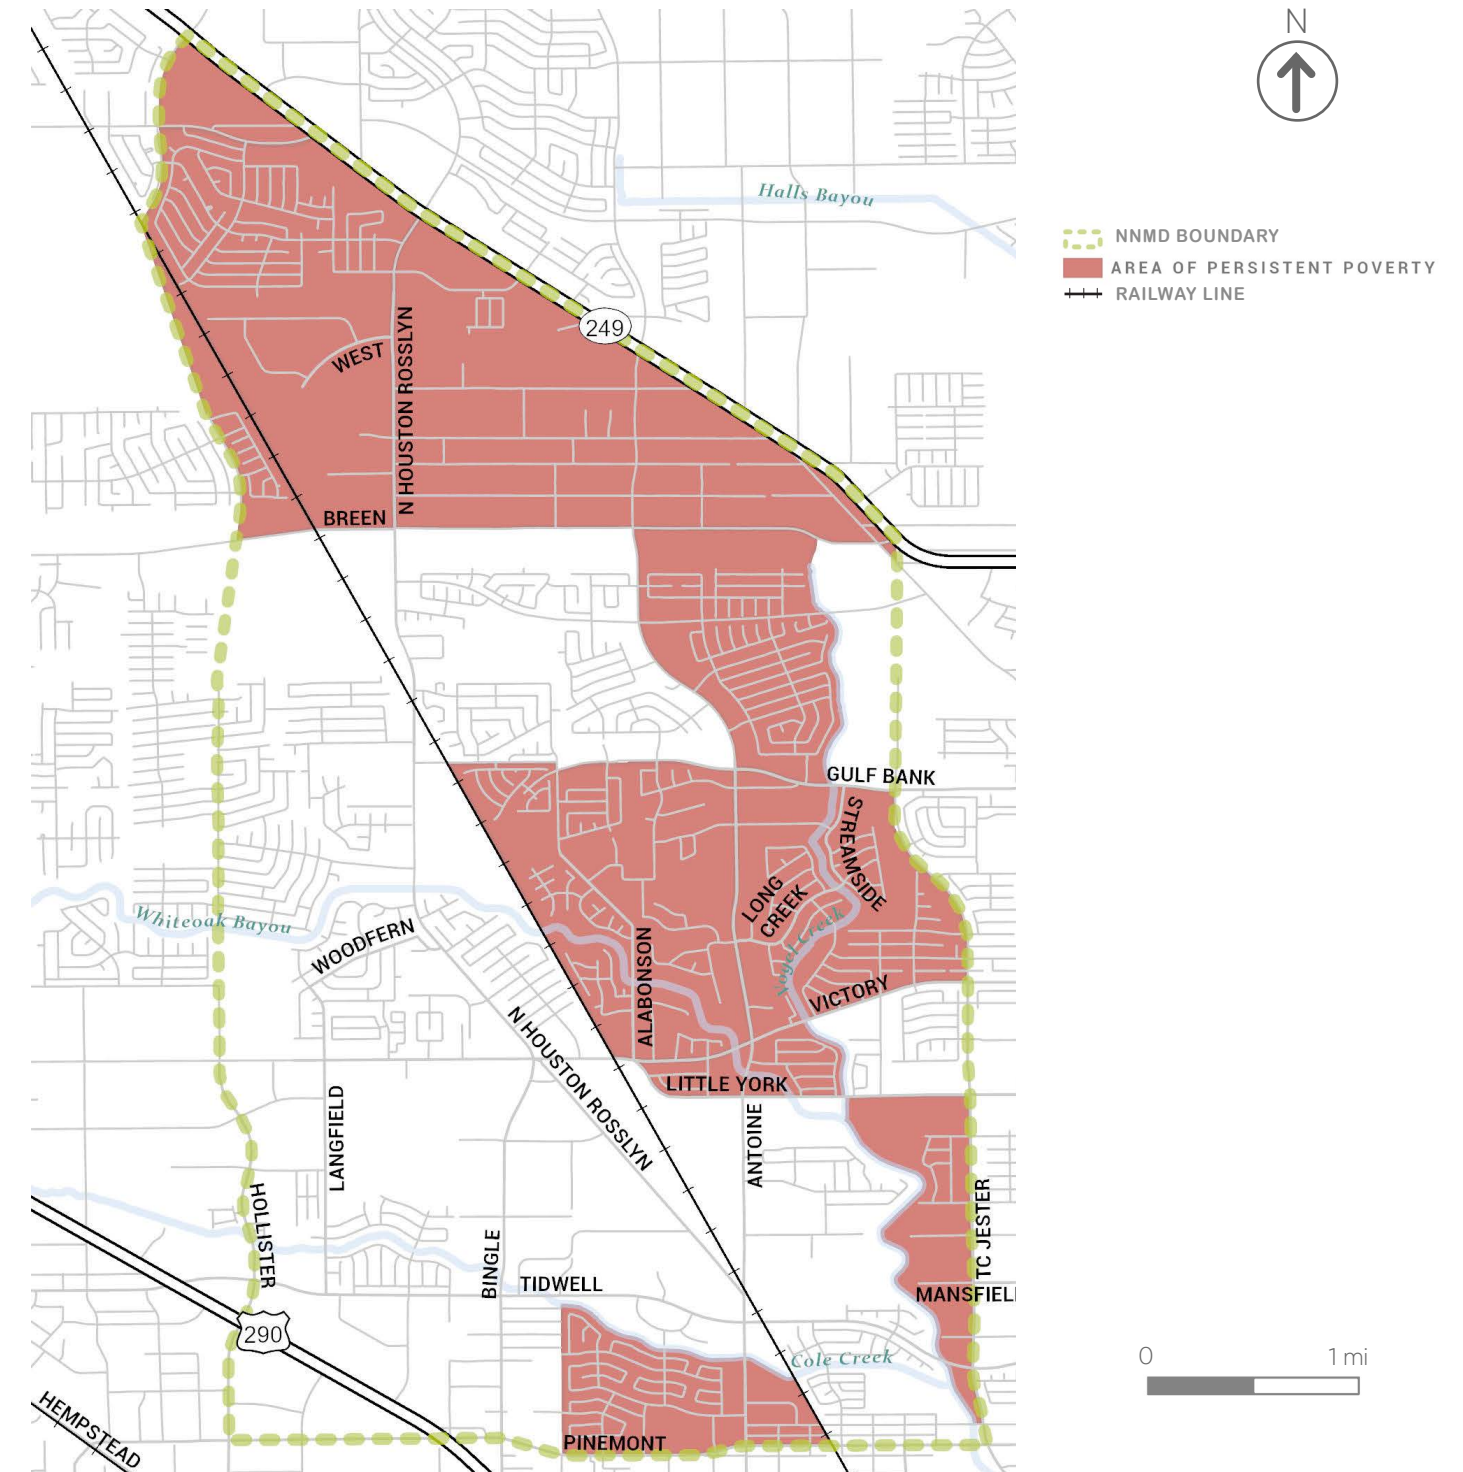 N
Halls Bayou
NNMD BOUNDARY
AREA OF PERSISTENT POVERTY
RAILWAY LINE
249
WEST
N HOUSTON ROSSLYN
BREEN
GULF BANK
STREAMSIDE
LONG
CREEK
Vogel Creek
Whiteoak Bayou
WOODFERN
ALABONSON
VICTORY
N HOUSTON ROSSLYN
LITTLE YORK
LANGFIELD
ANTOINE
HOLLISTER
TC JESTER
BINGLE
TIDWELL
MANSFIEL
290
Cole Creek
0 1 mi
HEMPSTEAD
PINEMONT